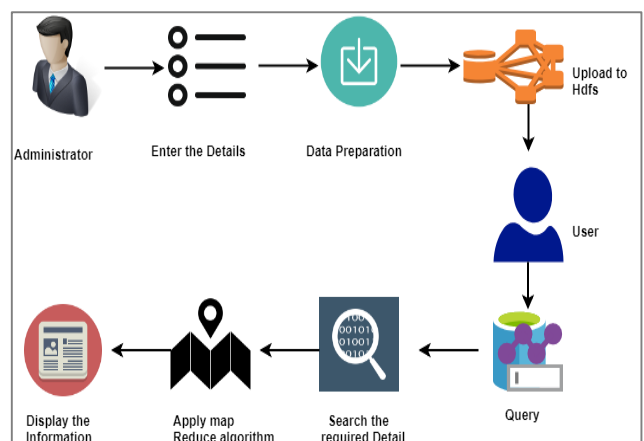 Administrator
Enter the Details
Data Preparation
Upload to
Hdfs
User
Query
Search the
required Detail
Apply map
Reduce algorithm
Display the
Information